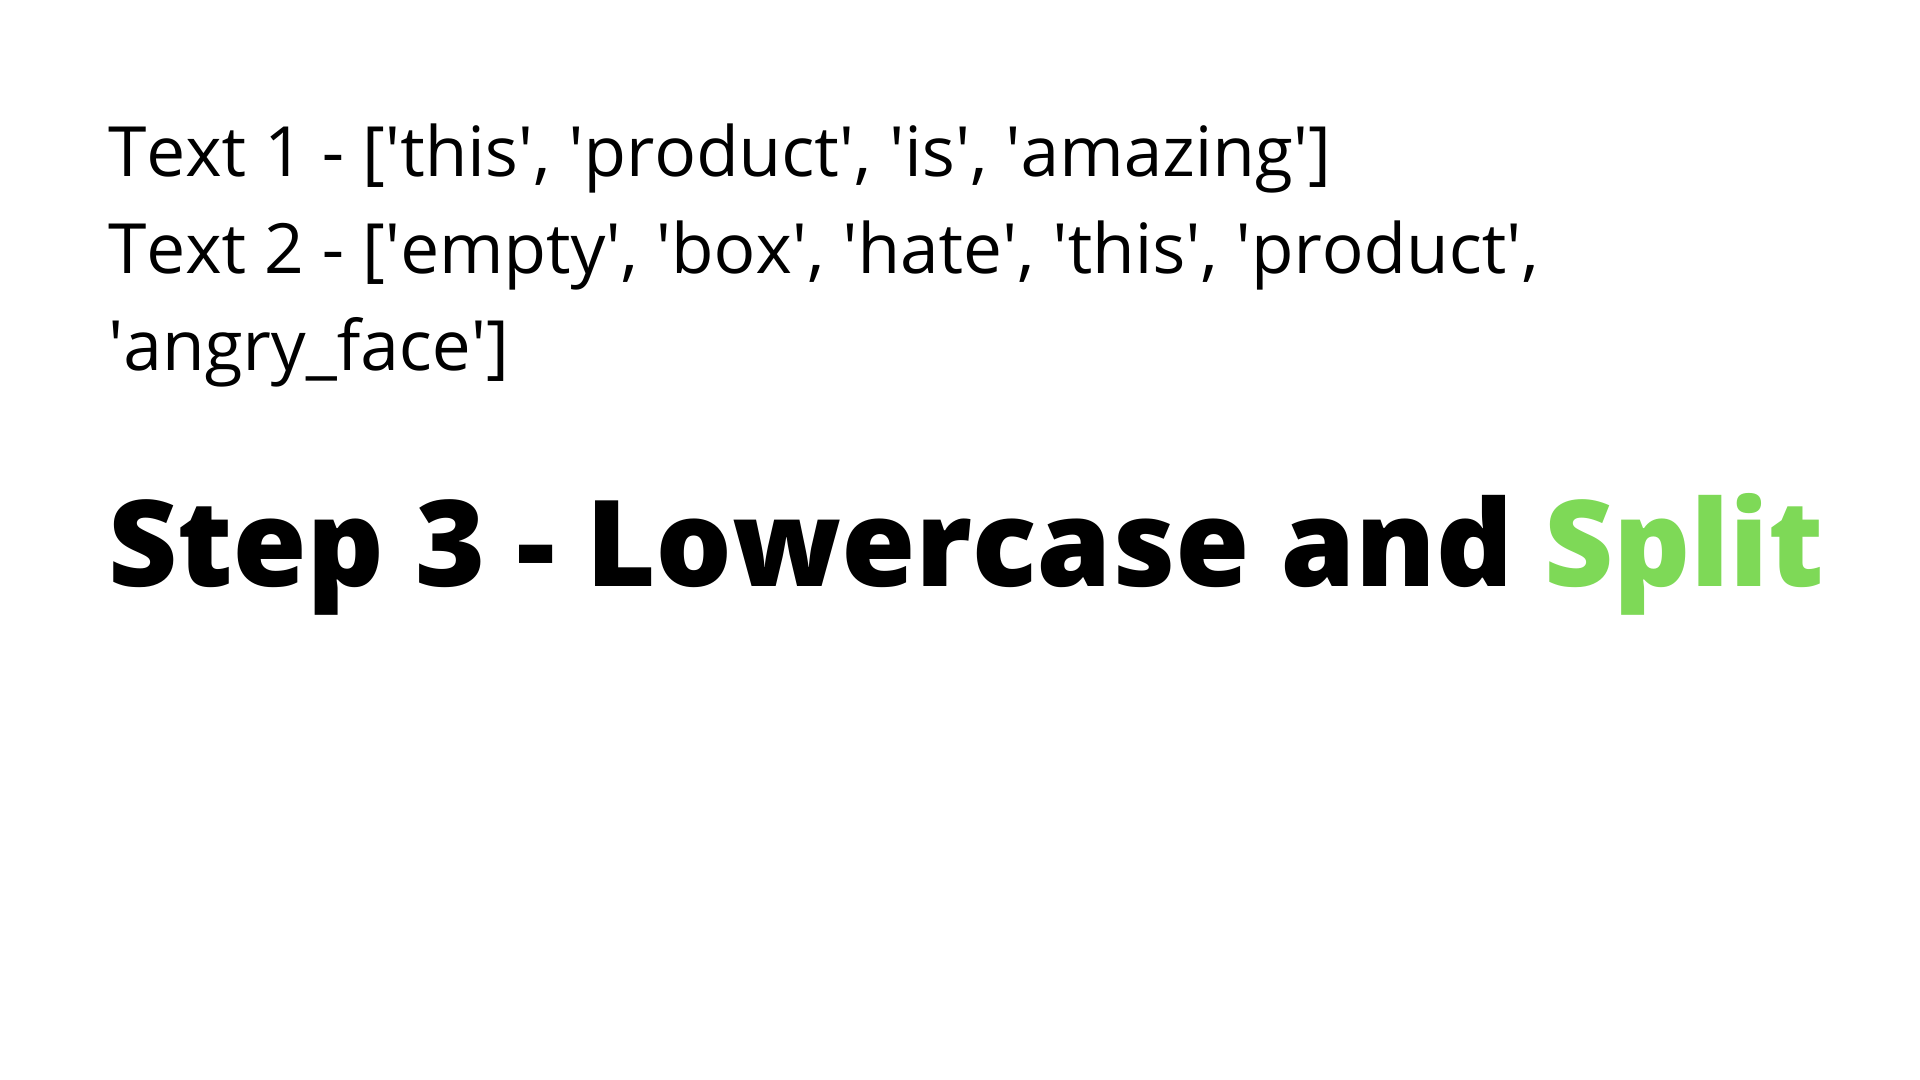 Text 1 - ['this', 'product', 'is', 'amazing']
Text 2 - ['empty', 'box', 'hate', 'this', 'product',
'angry_face']
Step 3 - Lowercase and Split